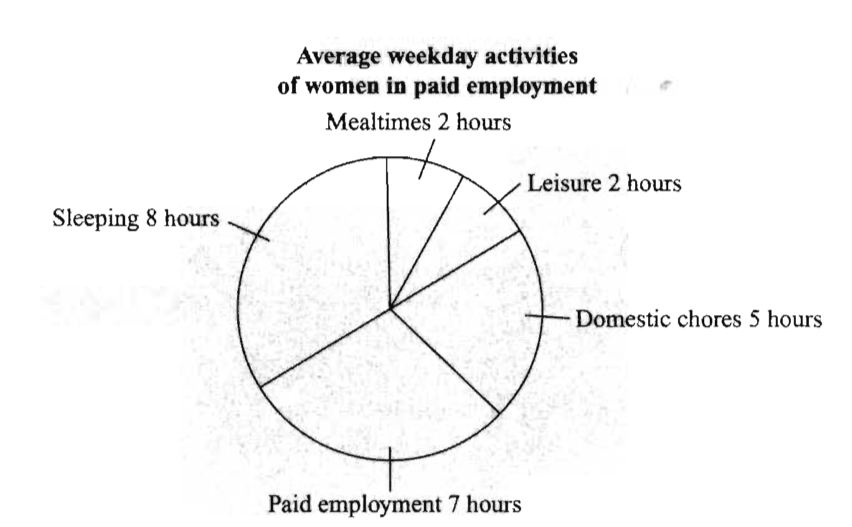 Average weekday activities
of women in paid employment
Mealtimes 2 hours
Leisure 2 hours
Sleeping 8 hours
Domestic chores 5 hours
Paid employment 7 hours